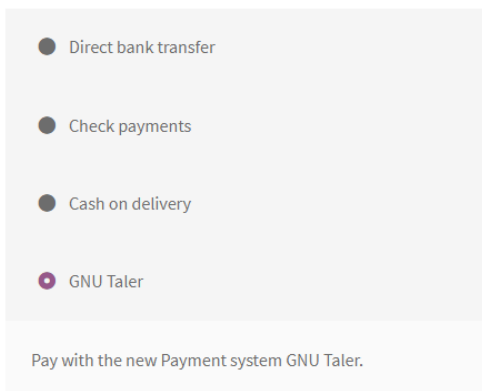 Direct bank transfer
Check payments
Cash on delivery
GNU Taler
Pay with the new Payment system GNU Taler.